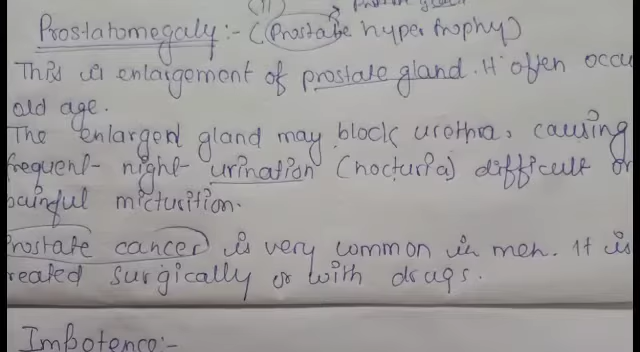 (11)
Prostatomegaly:- (Prostate hypertrophy)
This is enlargement of prostate gland. It often occu
old age.
The enlarged gland may block urethra, causing
frequent night urination (nocturia) difficult or
painful micturition.
Prostate cancer is very common in men. It is
reated surgically or with drugs.
Impotence:-